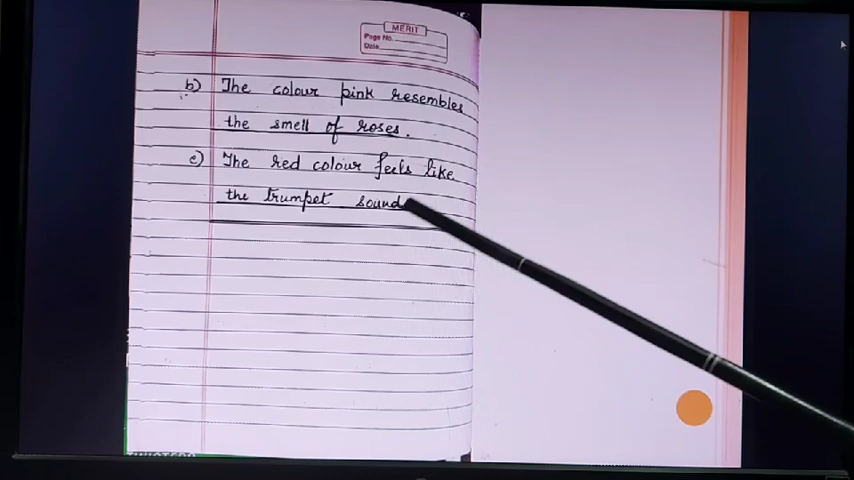 MERIT
Page No.
Date
b) The colour pink resembles
the smell of roses.
c) The red colour feels like
the trumpet sound